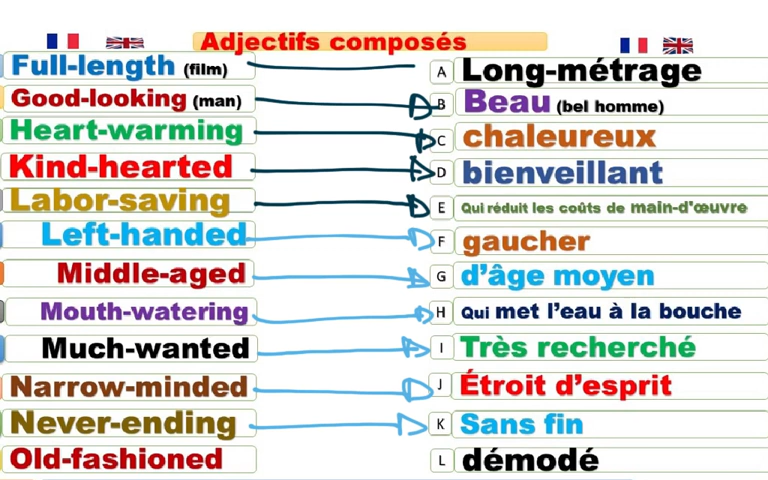 Adjectifs composés
Full-length (film) A Long-métrage
Good-looking (man) B Beau (bel homme)
Heart-warming C chaleureux
Kind-hearted D bienveillant
Labor-saving E Qui réduit les coûts de main-d'œuvre
Left-handed F gaucher
Middle-aged G d'âge moyen
Mouth-watering H Qui met l'eau à la bouche
Much-wanted I Très recherché
Narrow-minded J Étroit d'esprit
Never-ending K Sans fin
Old-fashioned L démodé